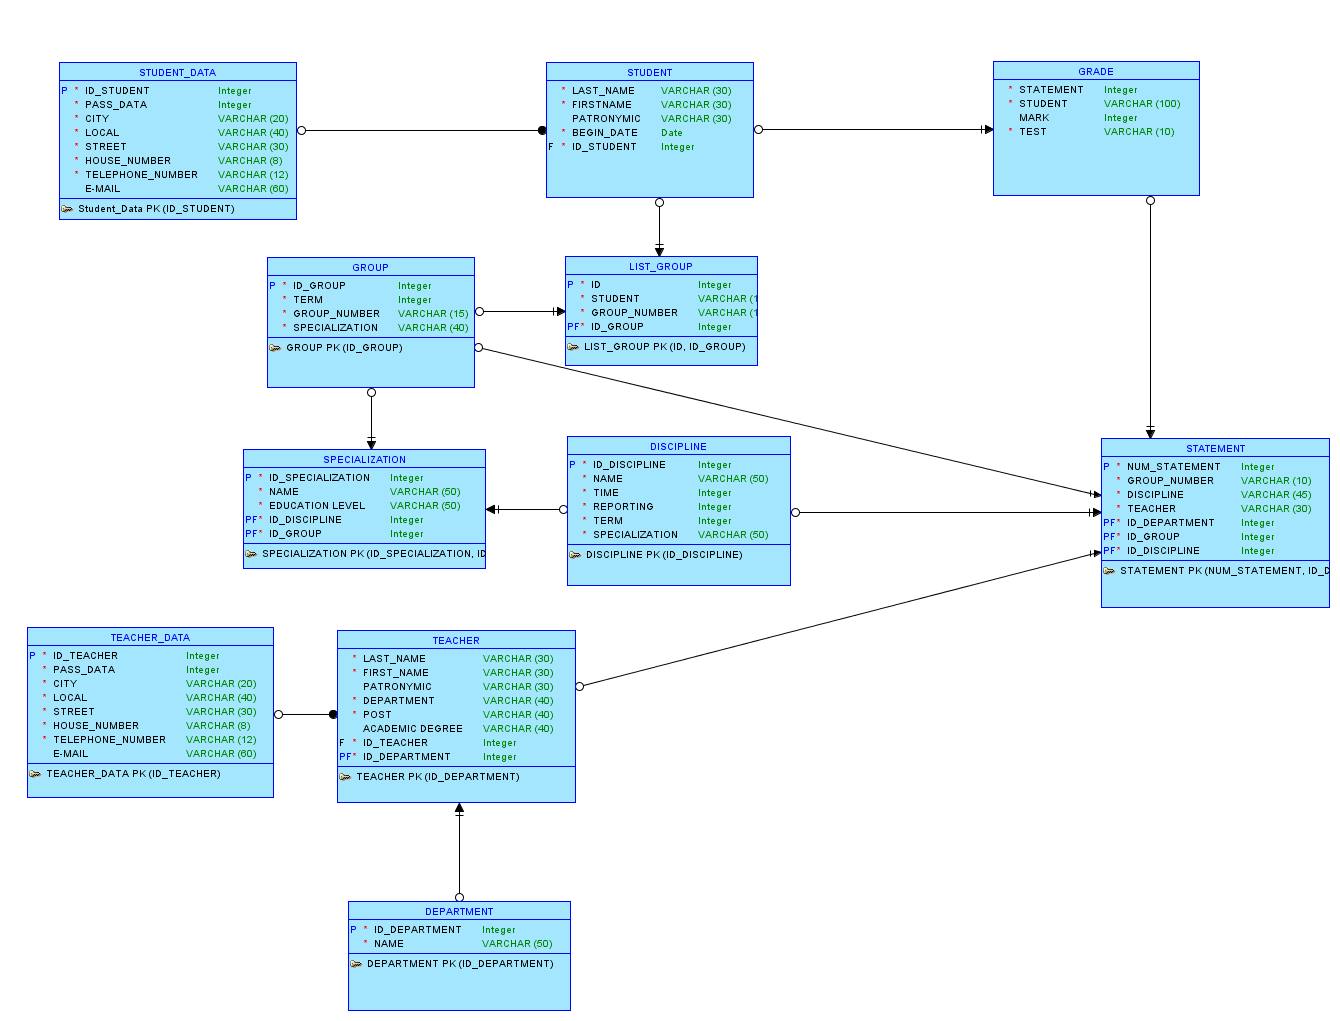 STUDENT_DATA
P * ID_STUDENT Integer
* PASS_DATA Integer
* CITY VARCHAR (20)
* LOCAL VARCHAR (40)
* STREET VARCHAR (30)
* HOUSE_NUMBER VARCHAR (8)
* TELEPHONE_NUMBER VARCHAR (12)
E-MAIL VARCHAR (60)
Student_Data PK (ID_STUDENT)
STUDENT
* LAST_NAME VARCHAR (30)
* FIRSTNAME VARCHAR (30)
PATRONYMIC VARCHAR (30)
* BEGIN_DATE Date
F * ID_STUDENT Integer
GRADE
* STATEMENT Integer
* STUDENT VARCHAR (100)
MARK Integer
* TEST VARCHAR (10)
GROUP
P * ID_GROUP Integer
* TERM Integer
* GROUP_NUMBER VARCHAR (15)
* SPECIALIZATION VARCHAR (40)
GROUP PK (ID_GROUP)
LIST_GROUP
P * ID Integer
* STUDENT VARCHAR (1
* GROUP_NUMBER VARCHAR (1
PF* ID_GROUP Integer
LIST_GROUP PK (ID, ID_GROUP)
SPECIALIZATION
P * ID_SPECIALIZATION Integer
* NAME VARCHAR (50)
* EDUCATION LEVEL VARCHAR (50)
PF* ID_DISCIPLINE Integer
PF* ID_GROUP Integer
SPECIALIZATION PK (ID_SPECIALIZATION, ID
DISCIPLINE
P * ID_DISCIPLINE Integer
* NAME VARCHAR (50)
* TIME Integer
* REPORTING Integer
* TERM Integer
* SPECIALIZATION VARCHAR (50)
DISCIPLINE PK (ID_DISCIPLINE)
STATEMENT
P * NUM_STATEMENT Integer
* GROUP_NUMBER VARCHAR (10)
* DISCIPLINE VARCHAR (45)
* TEACHER VARCHAR (30)
PF* ID_DEPARTMENT Integer
PF* ID_GROUP Integer
PF* ID_DISCIPLINE Integer
STATEMENT PK (NUM_STATEMENT, ID_D
TEACHER_DATA
P * ID_TEACHER Integer
* PASS_DATA Integer
* CITY VARCHAR (20)
* LOCAL VARCHAR (40)
* STREET VARCHAR (30)
* HOUSE_NUMBER VARCHAR (8)
* TELEPHONE_NUMBER VARCHAR (12)
E-MAIL VARCHAR (60)
TEACHER_DATA PK (ID_TEACHER)
TEACHER
* LAST_NAME VARCHAR (30)
* FIRST_NAME VARCHAR (30)
PATRONYMIC VARCHAR (30)
* DEPARTMENT VARCHAR (40)
* POST VARCHAR (40)
ACADEMIC DEGREE VARCHAR (40)
F * ID_TEACHER Integer
PF* ID_DEPARTMENT Integer
TEACHER PK (ID_DEPARTMENT)
DEPARTMENT
P * ID_DEPARTMENT Integer
* NAME VARCHAR (50)
DEPARTMENT PK (ID_DEPARTMENT)